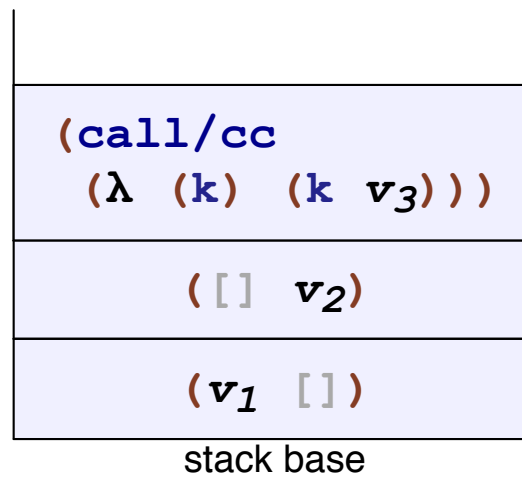 (call/cc
(λ (k) (k v3)))
([] v2)
(v1 [])
stack base